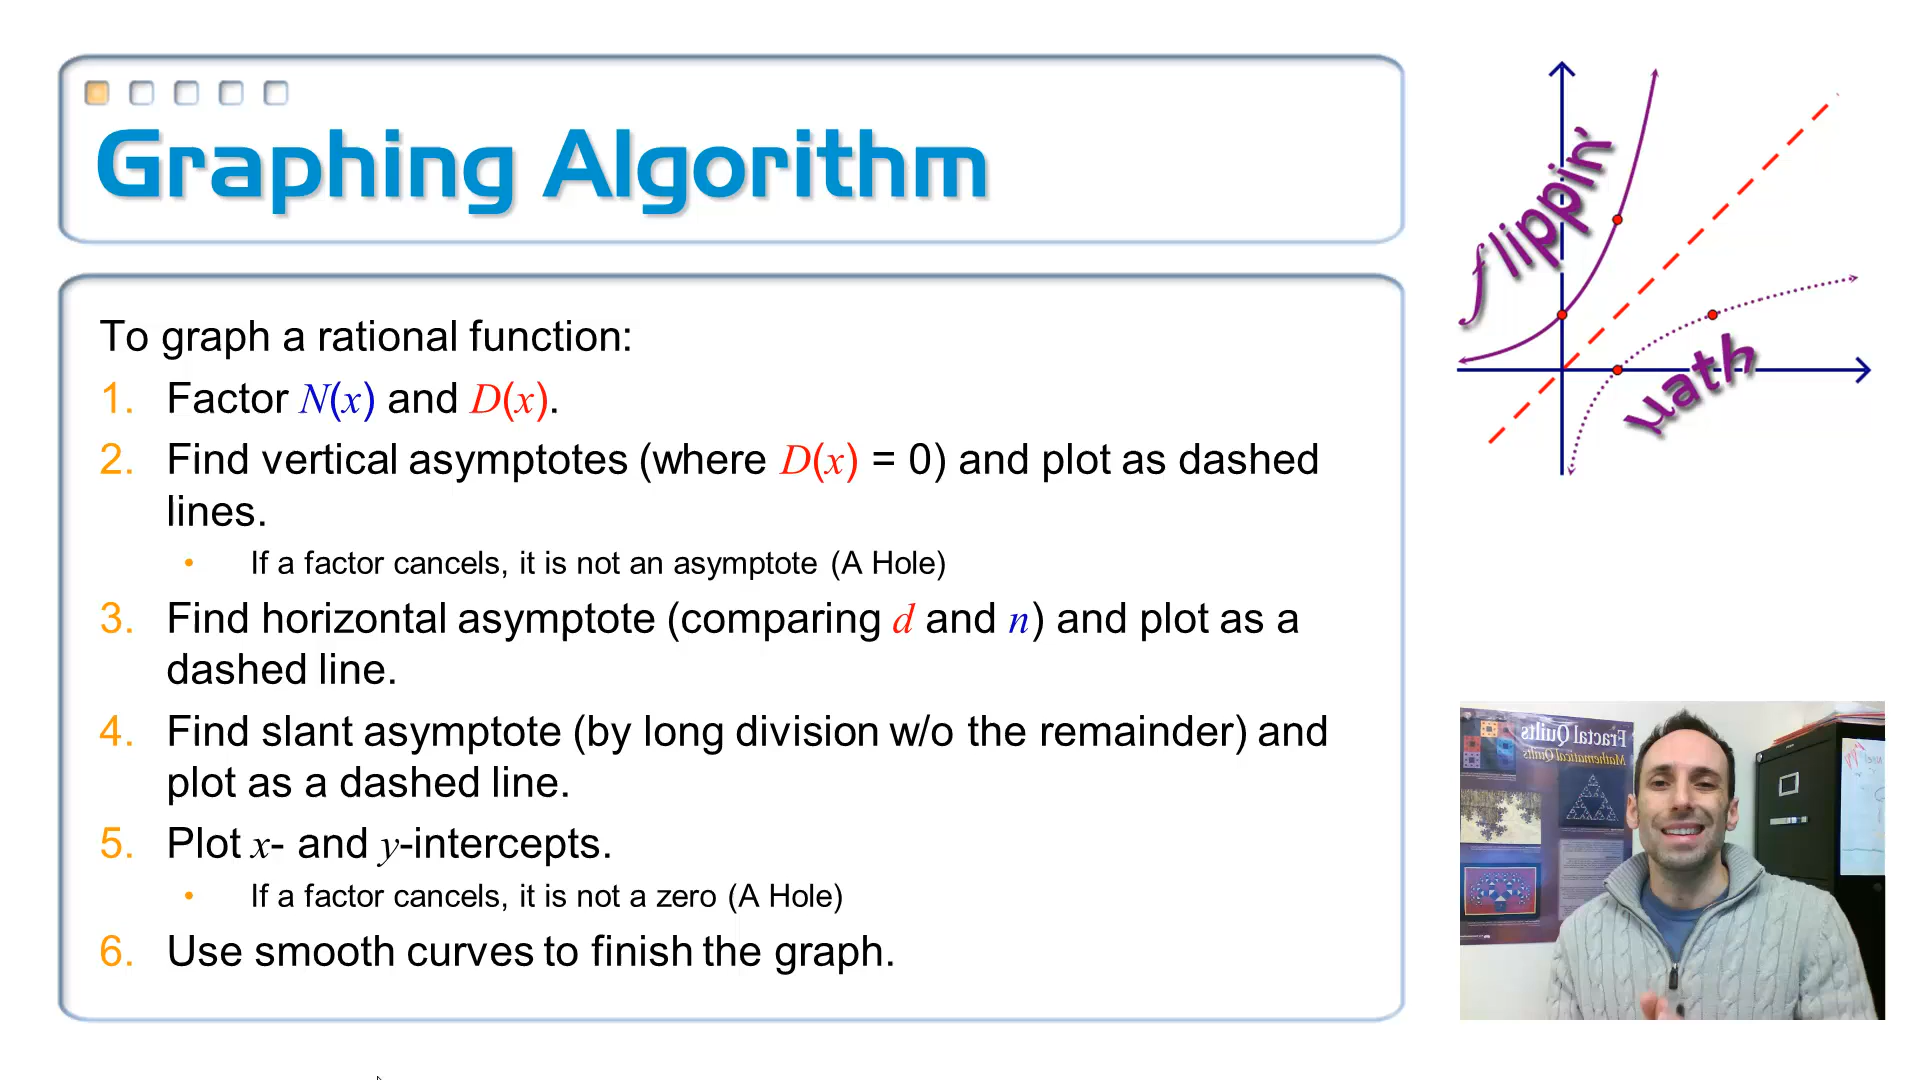 Graphing Algorithm
To graph a rational function:
1. Factor N(x) and D(x).
2. Find vertical asymptotes (where D(x) = 0) and plot as dashed
lines.
• If a factor cancels, it is not an asymptote (A Hole)
3. Find horizontal asymptote (comparing d and n) and plot as a
dashed line.
4. Find slant asymptote (by long division w/o the remainder) and
plot as a dashed line.
5. Plot x- and y-intercepts.
• If a factor cancels, it is not a zero (A Hole)
6. Use smooth curves to finish the graph.
flippin'
math
Fractal Quilts
Mathematical Quilts